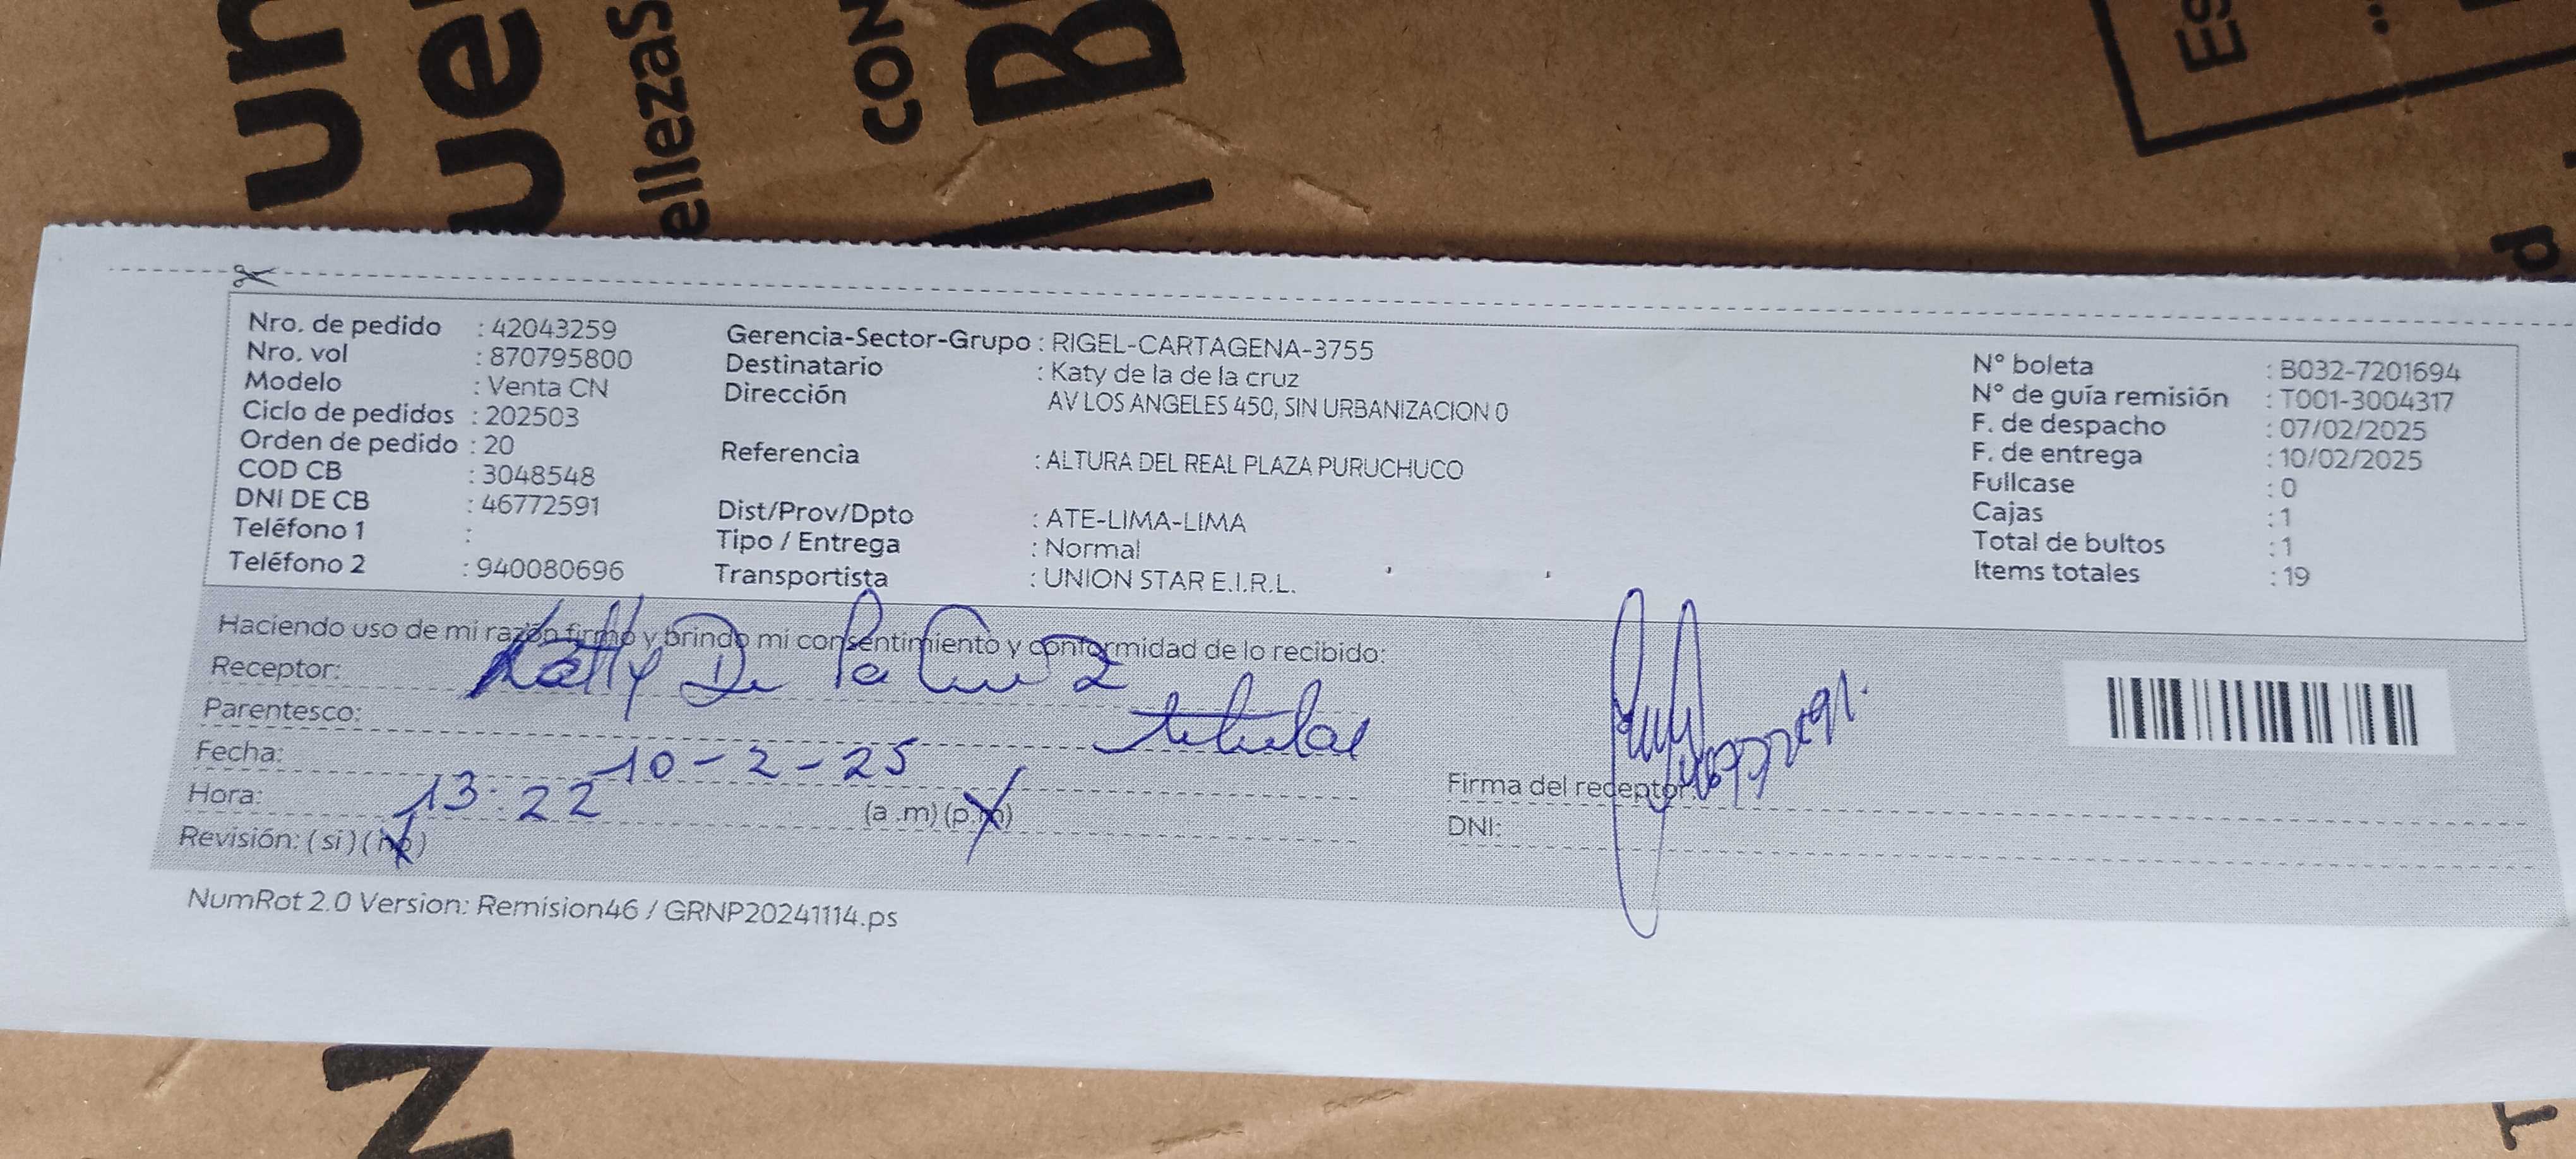 un
ue
ellezas
CON
B
Es
d
Nro. de pedido : 42043259
Nro. vol : 870795800
Modelo : Venta CN
Ciclo de pedidos : 202503
Orden de pedido : 20
COD CB : 3048548
DNI DE CB : 46772591
Teléfono 1 :
Teléfono 2 : 940080696
Gerencia-Sector-Grupo : RIGEL-CARTAGENA-3755
Destinatario : Katy de la de la cruz
Dirección AV LOS ANGELES 450, SIN URBANIZACION 0
Referencia : ALTURA DEL REAL PLAZA PURUCHUCO
Dist/Prov/Dpto : ATE-LIMA-LIMA
Tipo / Entrega : Normal
Transportista : UNION STAR E.I.R.L.
N° boleta : B032-7201694
N° de guía remisión : T001-3004317
F. de despacho : 07/02/2025
F. de entrega : 10/02/2025
Fullcase : 0
Cajas : 1
Total de bultos : 1
Items totales : 19
Haciendo uso de mi razón firmo y brindo mi consentimiento y conformidad de lo recibido:
Receptor: Katty De la Cruz
Parentesco: titular
Fecha: 10-2-25
Hora: 13:22 (a .m) (p.m)
Revisión: ( si ) ( no )
Firma del receptor:
DNI:
NumRot 2.0 Version: Remision46 / GRNP20241114.ps
N
T